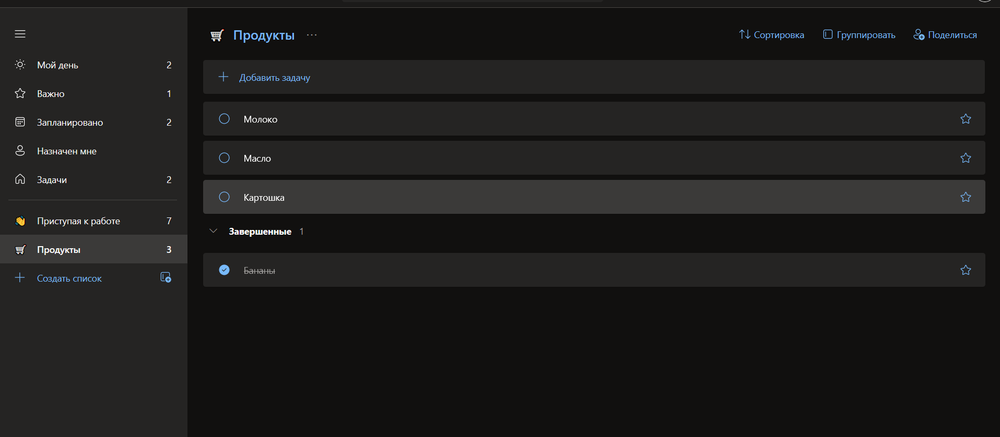 Мой день 2
Важно 1
Запланировано 2
Назначен мне
Задачи 2
Приступая к работе 7
Продукты 3
Создать список
Продукты ...
Сортировка
Группировать
Поделиться
Добавить задачу
Молоко
Масло
Картошка
Завершенные 1
Бананы